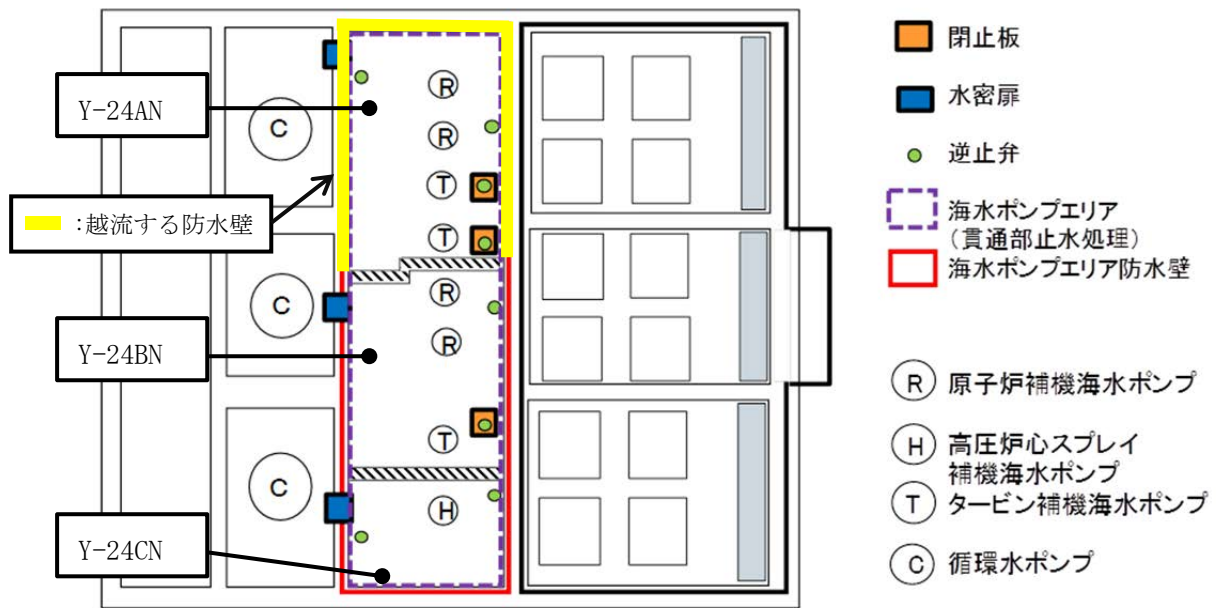 Y-24AN
:越流する防水壁
Y-24BN
Y-24CN
C
C
C
R
R
T
T
R
R
T
H
閉止板
水密扉
逆止弁
海水ポンプエリア
(貫通部止水処理)
海水ポンプエリア防水壁
R 原子炉補機海水ポンプ
H 高圧炉心スプレイ
補機海水ポンプ
T タービン補機海水ポンプ
C 循環水ポンプ